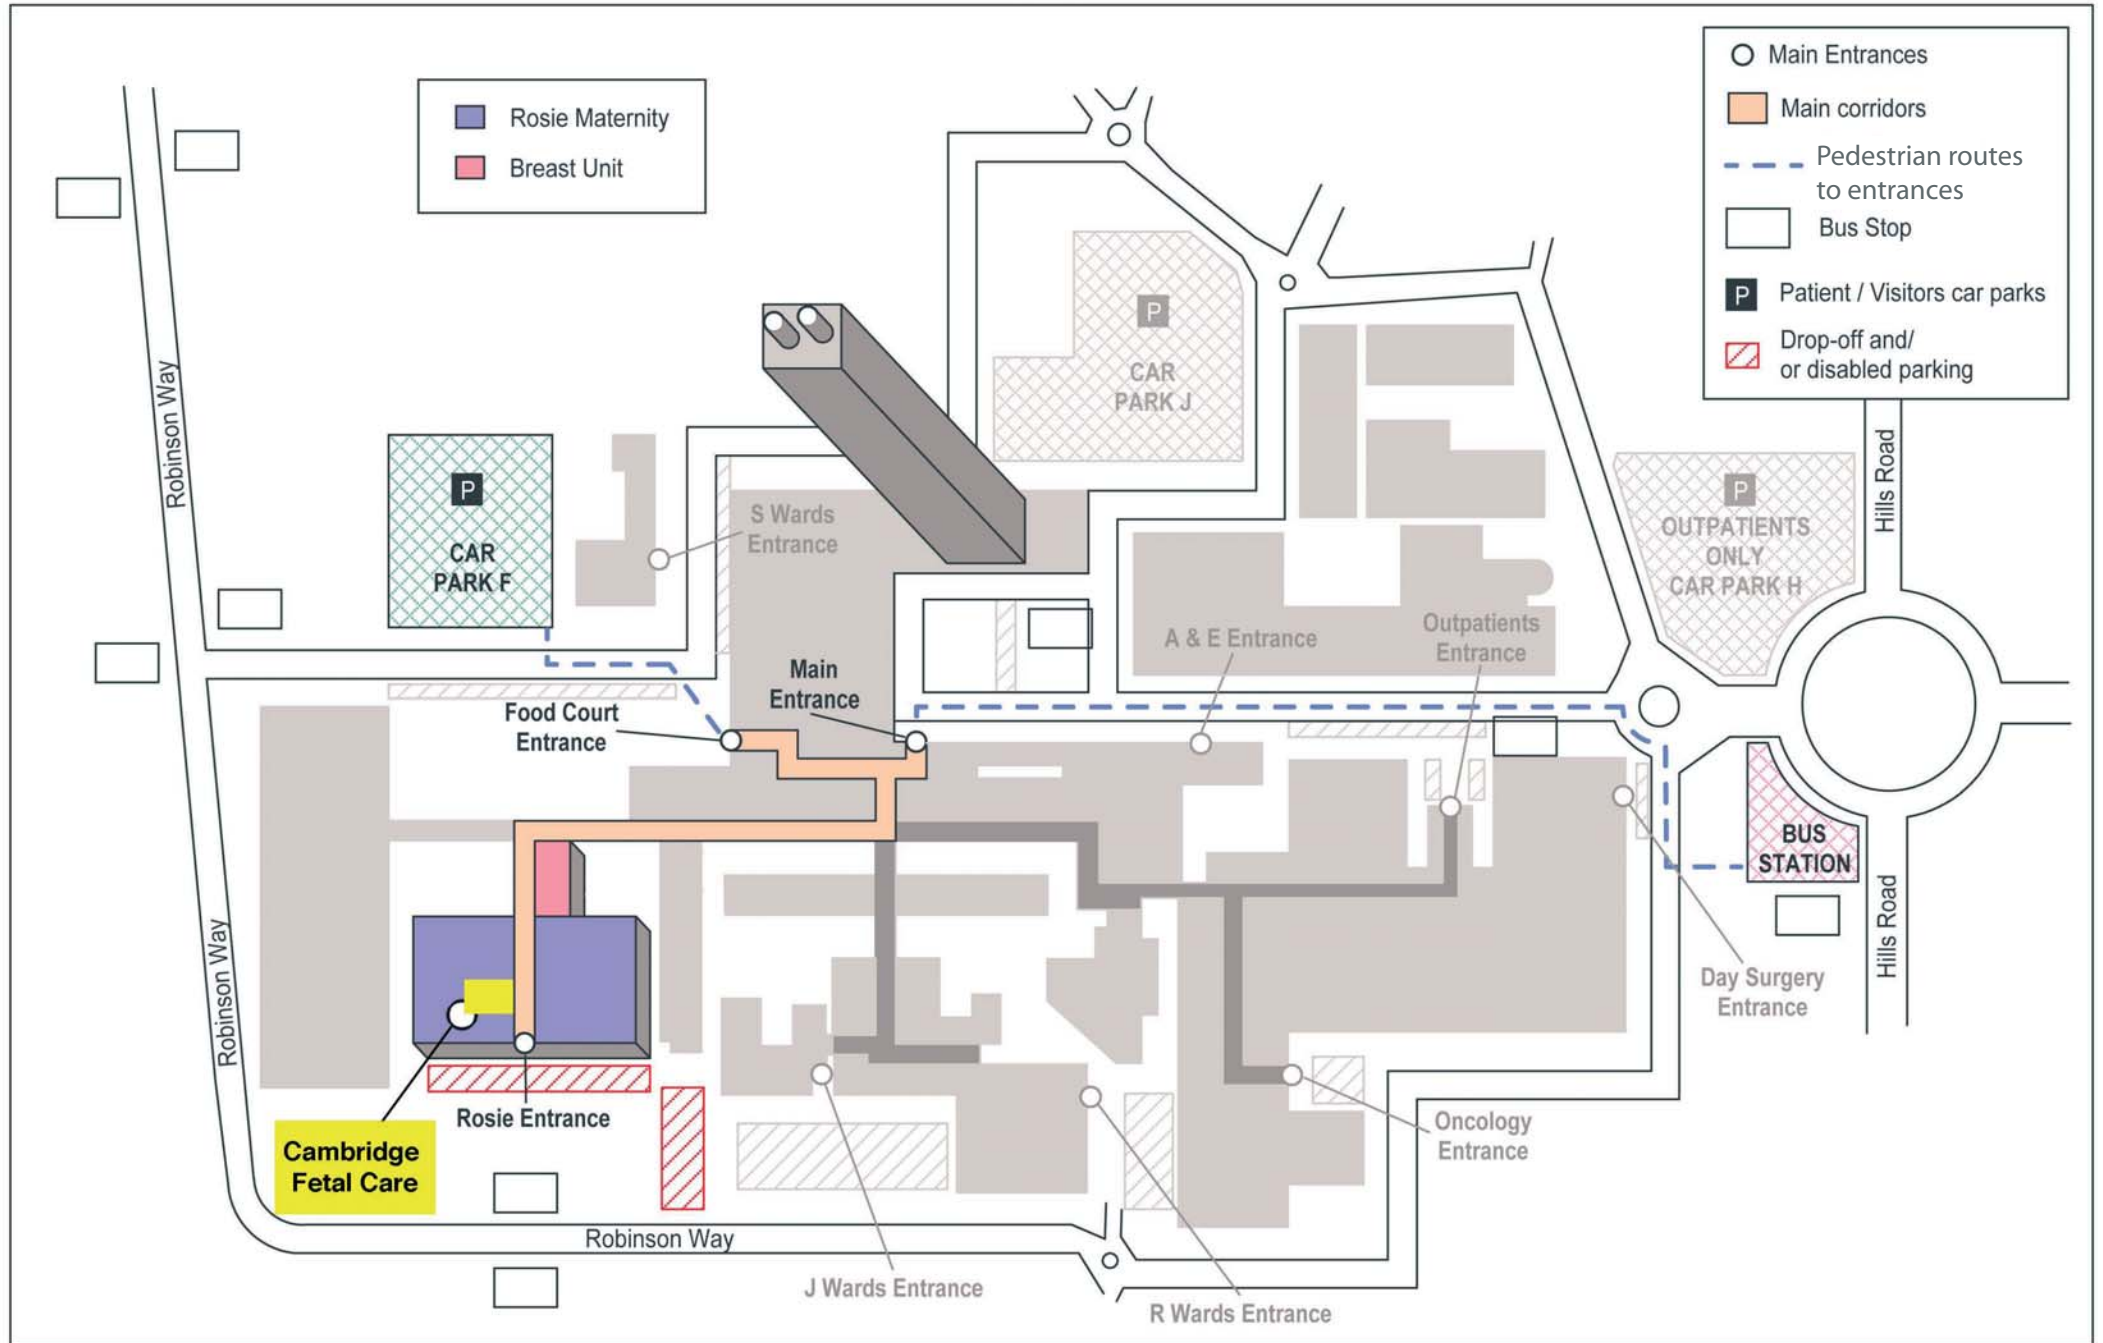 Main Entrances
Main corridors
Pedestrian routes
to entrances
Bus Stop
P
Patient / Visitors car parks
Drop-off and/
or disabled parking
Rosie Maternity
Breast Unit
Robinson Way
P
CAR
PARK J
P
CAR
PARK F
S Wards
Entrance
Hills Road
P
OUTPATIENTS
ONLY
CAR PARK H
A & E Entrance
Outpatients
Entrance
Main
Entrance
Food Court
Entrance
BUS
STATION
Hills Road
Day Surgery
Entrance
Robinson Way
Rosie Entrance
Cambridge
Fetal Care
Oncology
Entrance
Robinson Way
J Wards Entrance
R Wards Entrance